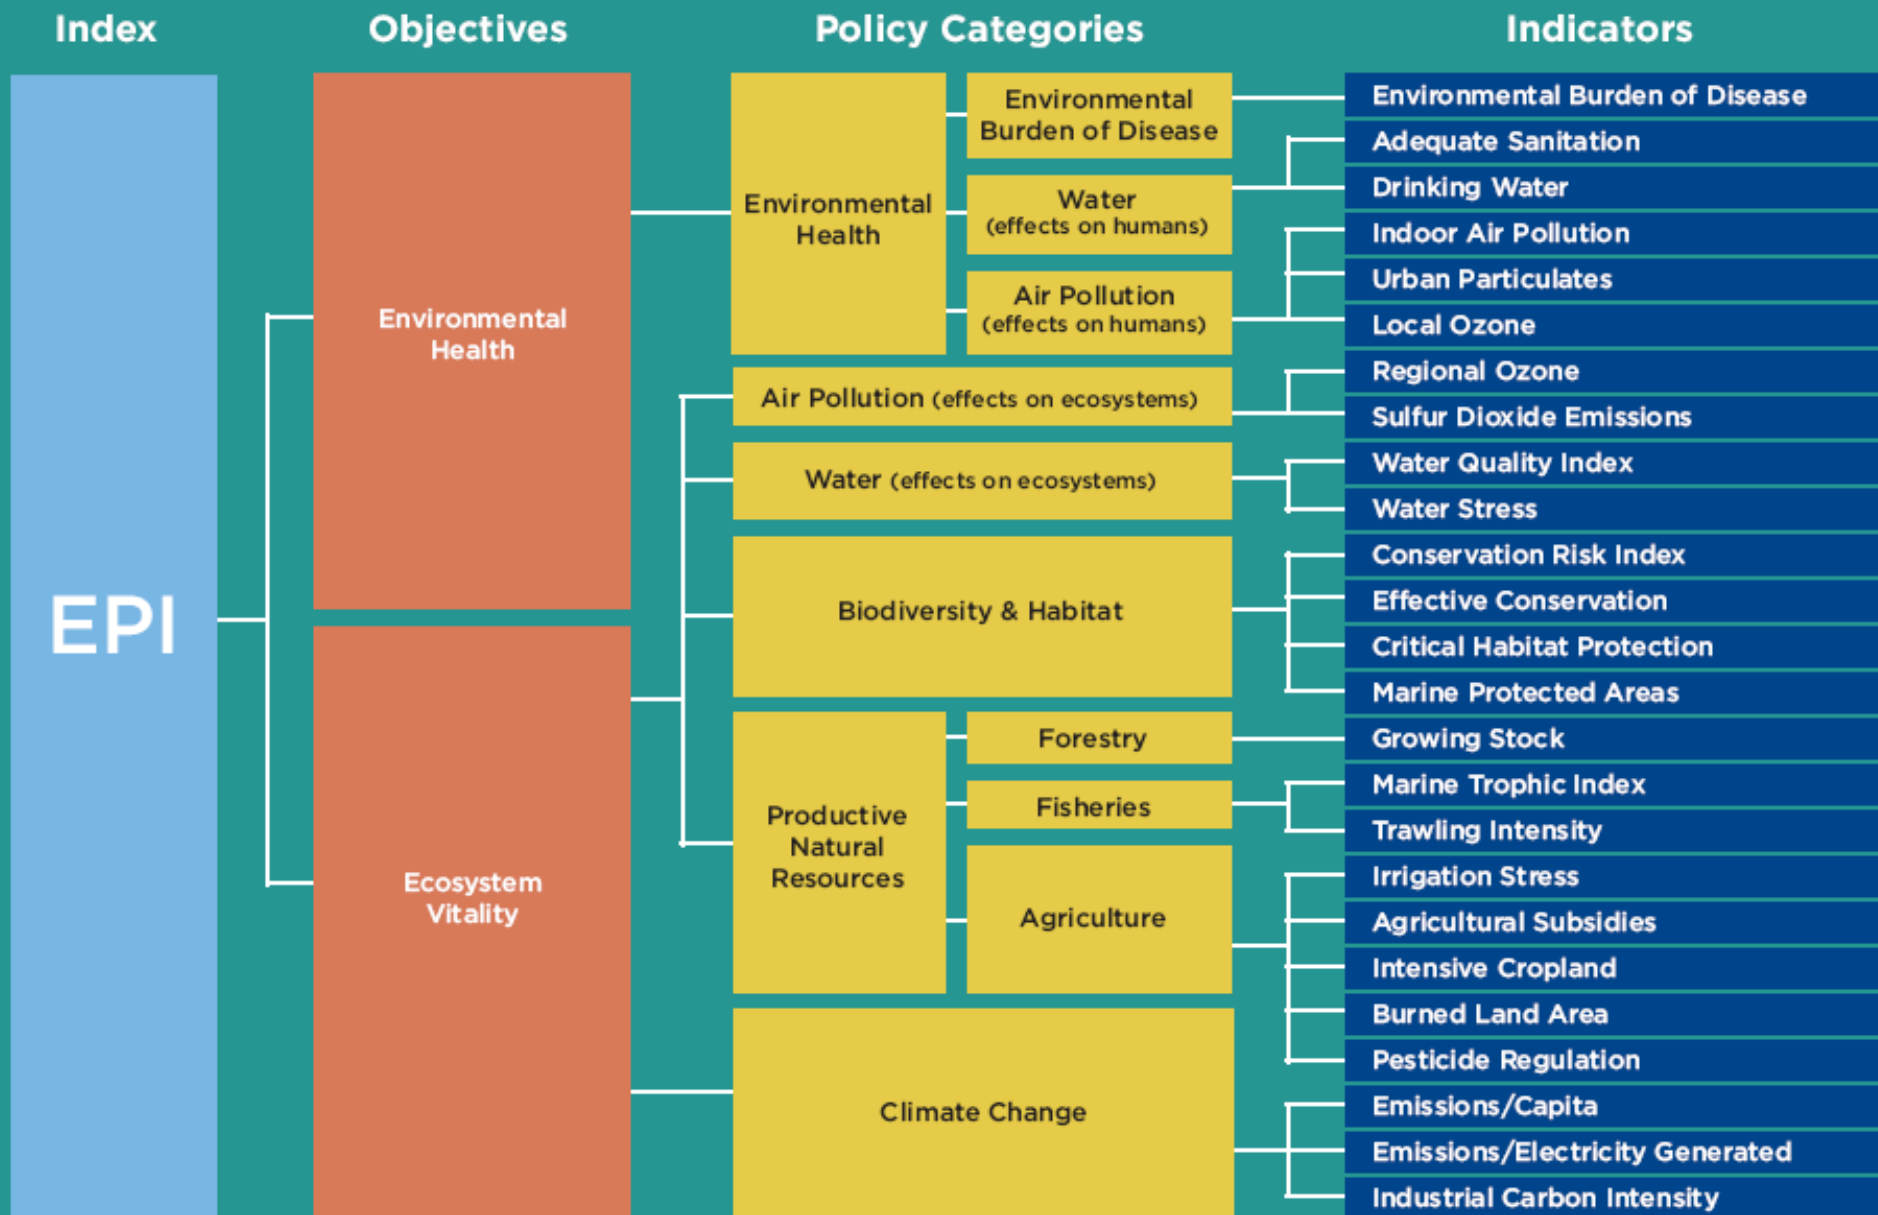 Index
Objectives
Policy Categories
Indicators
EPI
Environmental
Health
Ecosystem
Vitality
Environmental
Health
Environmental
Burden of Disease
Water
(effects on humans)
Air Pollution
(effects on humans)
Air Pollution (effects on ecosystems)
Water (effects on ecosystems)
Biodiversity & Habitat
Productive
Natural
Resources
Forestry
Fisheries
Agriculture
Climate Change
Environmental Burden of Disease
Adequate Sanitation
Drinking Water
Indoor Air Pollution
Urban Particulates
Local Ozone
Regional Ozone
Sulfur Dioxide Emissions
Water Quality Index
Water Stress
Conservation Risk Index
Effective Conservation
Critical Habitat Protection
Marine Protected Areas
Growing Stock
Marine Trophic Index
Trawling Intensity
Irrigation Stress
Agricultural Subsidies
Intensive Cropland
Burned Land Area
Pesticide Regulation
Emissions/Capita
Emissions/Electricity Generated
Industrial Carbon Intensity